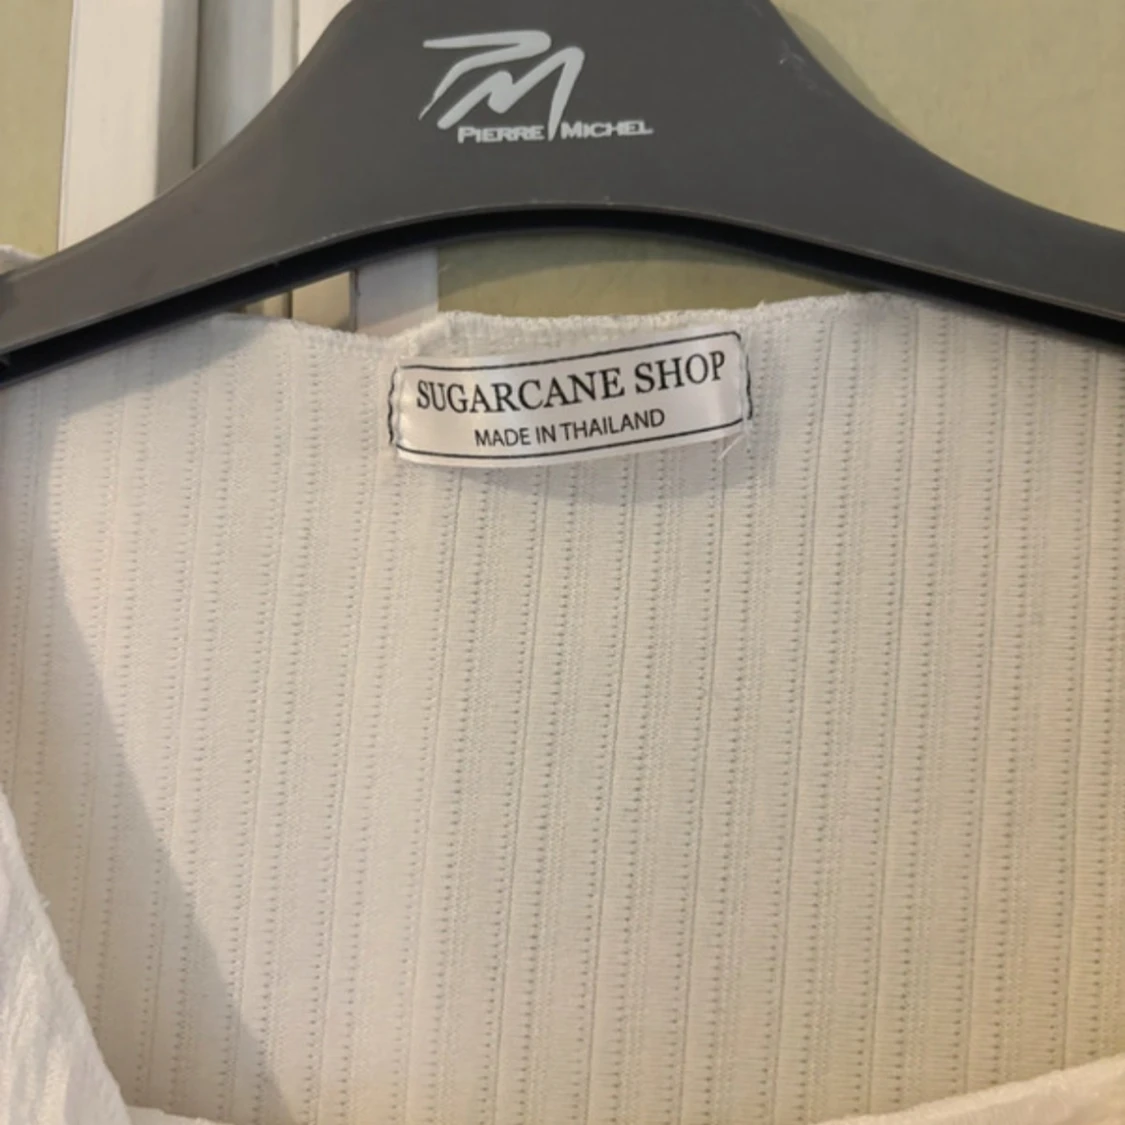 PM
PIERRE MICHEL
SUGARCANE SHOP
MADE IN THAILAND